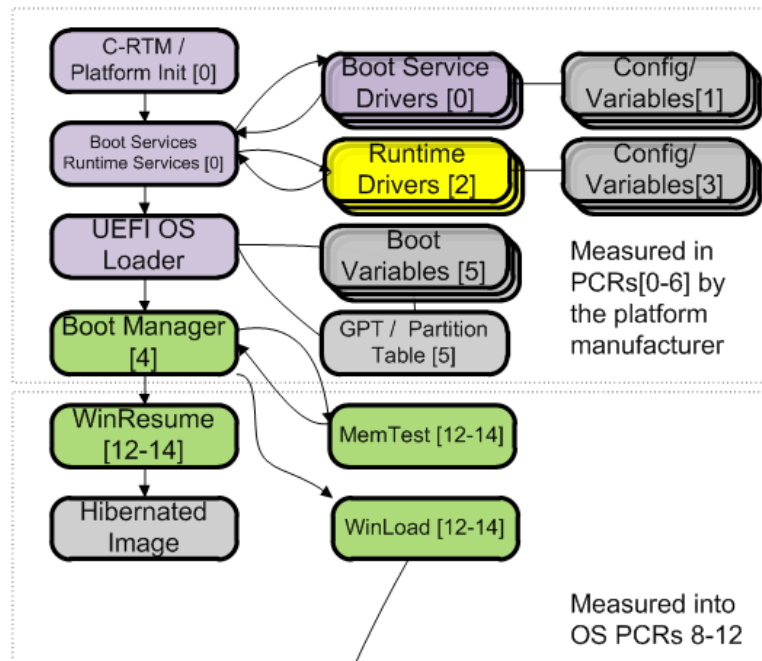 C-RTM /
Platform Init [0]
Boot Service
Drivers [0]
Config/
Variables[1]
Boot Services
Runtime Services [0]
Runtime
Drivers [2]
Config/
Variables[3]
UEFI OS
Loader
Boot
Variables [5]
Measured in
PCRs[0-6] by
the platform
manufacturer
Boot Manager
[4]
GPT / Partition
Table [5]
WinResume
[12-14]
MemTest [12-14]
Hibernated
Image
WinLoad [12-14]
Measured into
OS PCRs 8-12